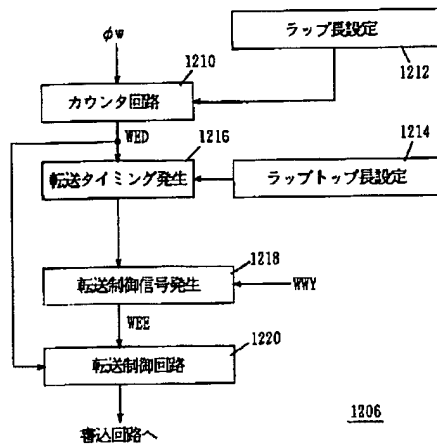 φw
ラップ長設定
1210
1212
カウンタ回路
WED
1216
1214
転送タイミング発生
ラップトップ長設定
1218
転送制御信号発生
WWY
WEE
1220
転送制御回路
書込回路へ
1206